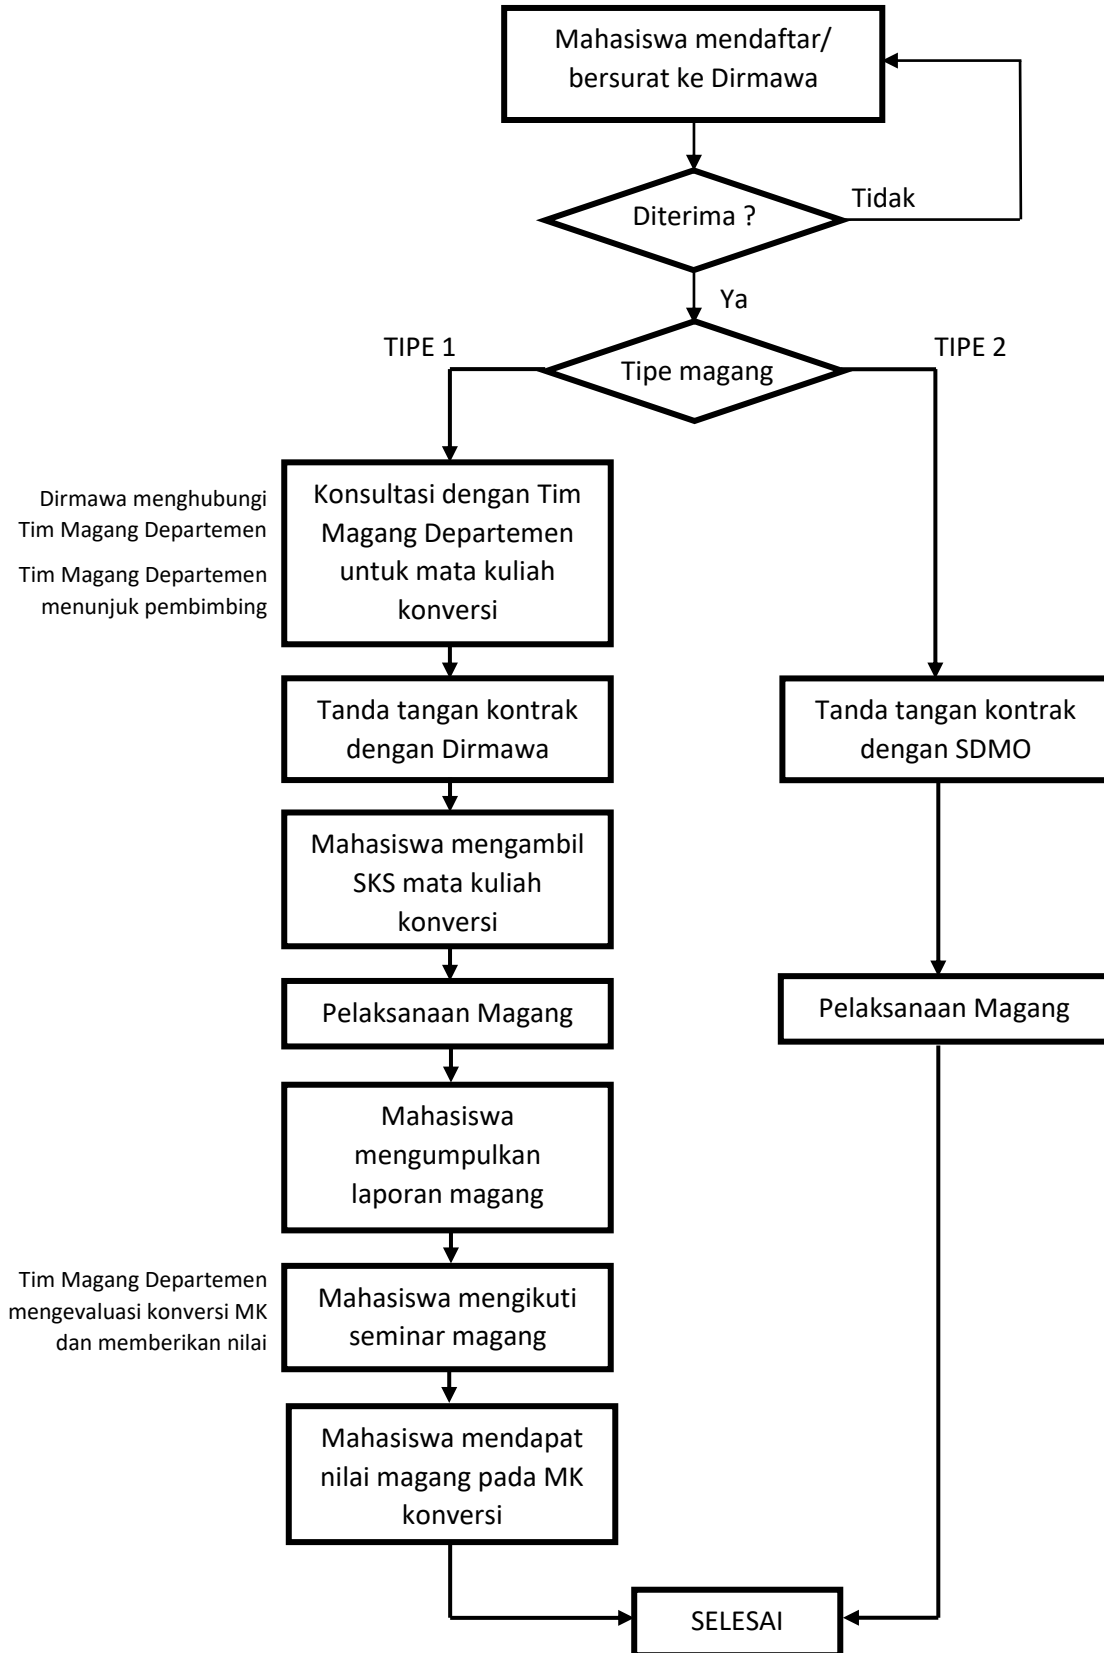 Mahasiswa mendaftar/
bersurat ke Dirmawa
Diterima ?
Tidak
Ya
TIPE 1
TIPE 2
Tipe magang
Dirmawa menghubungi
Tim Magang Departemen
Tim Magang Departemen
menunjuk pembimbing
Konsultasi dengan Tim
Magang Departemen
untuk mata kuliah
konversi
Tanda tangan kontrak
dengan Dirmawa
Tanda tangan kontrak
dengan SDMO
Mahasiswa mengambil
SKS mata kuliah
konversi
Pelaksanaan Magang
Pelaksanaan Magang
Mahasiswa
mengumpulkan
laporan magang
Tim Magang Departemen
mengevaluasi konversi MK
dan memberikan nilai
Mahasiswa mengikuti
seminar magang
Mahasiswa mendapat
nilai magang pada MK
konversi
SELESAI